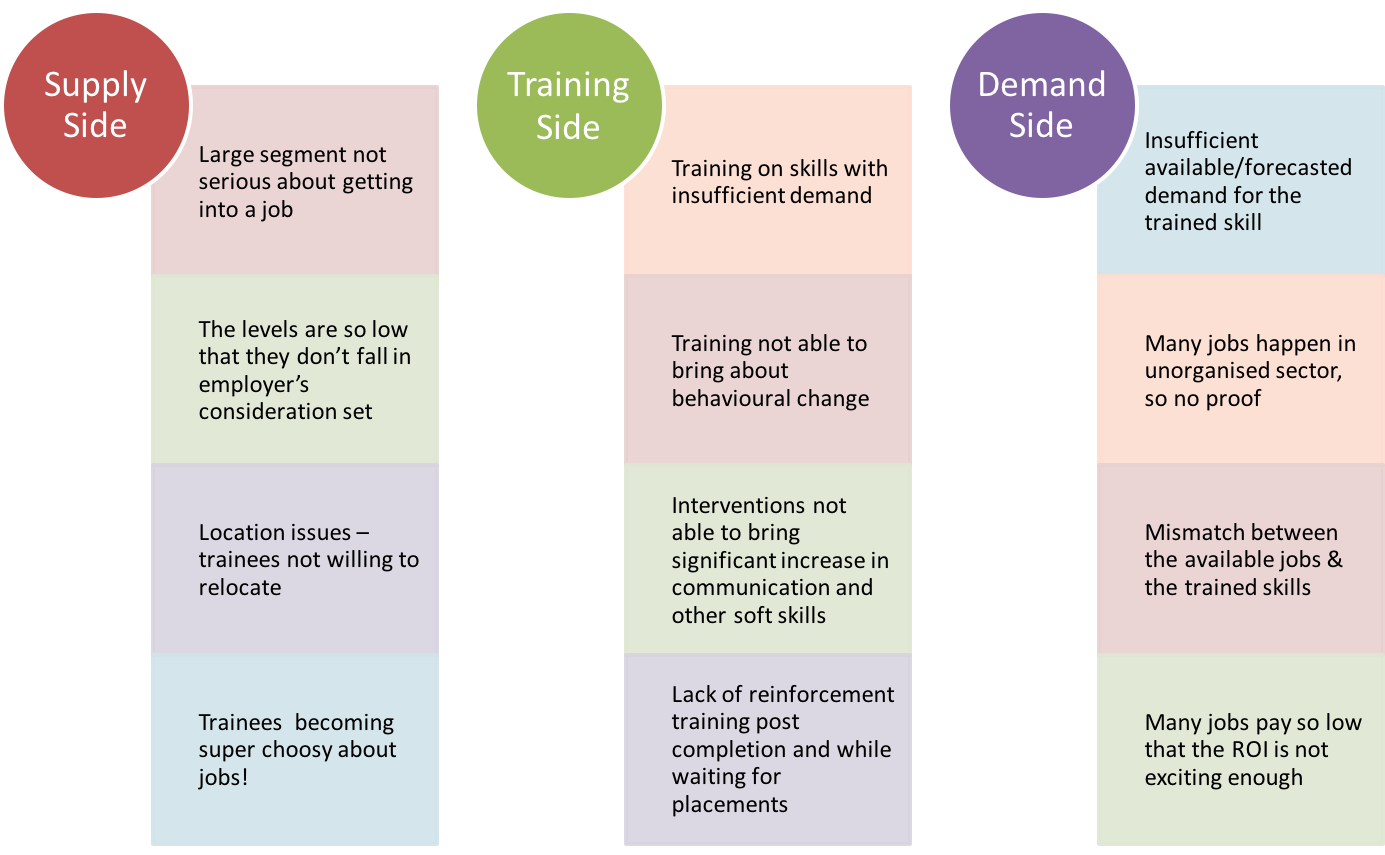 Supply
Side
Large segment not
serious about getting
into a job
The levels are so low
that they don’t fall in
employer’s
consideration set
Location issues –
trainees not willing to
relocate
Trainees  becoming
super choosy about
jobs!
Training
Side
Training on skills with
insufficient demand
Training not able to
bring about
behavioural change
Interventions not
able to bring
significant increase in
communication and
other soft skills
Lack of reinforcement
training post
completion and while
waiting for
placements
Demand
Side
Insufficient
available/forecasted
demand for the
trained skill
Many jobs happen in
unorganised sector,
so no proof
Mismatch between
the available jobs &
the trained skills
Many jobs pay so low
that the ROI is not
exciting enough